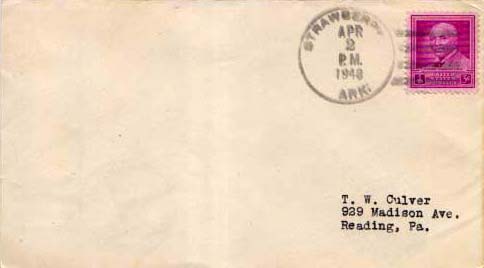 STRAWBERRY
APR
2
P.M.
1948
ARK.
T. W. Culver
929 Madison Ave.
Reading, Pa.